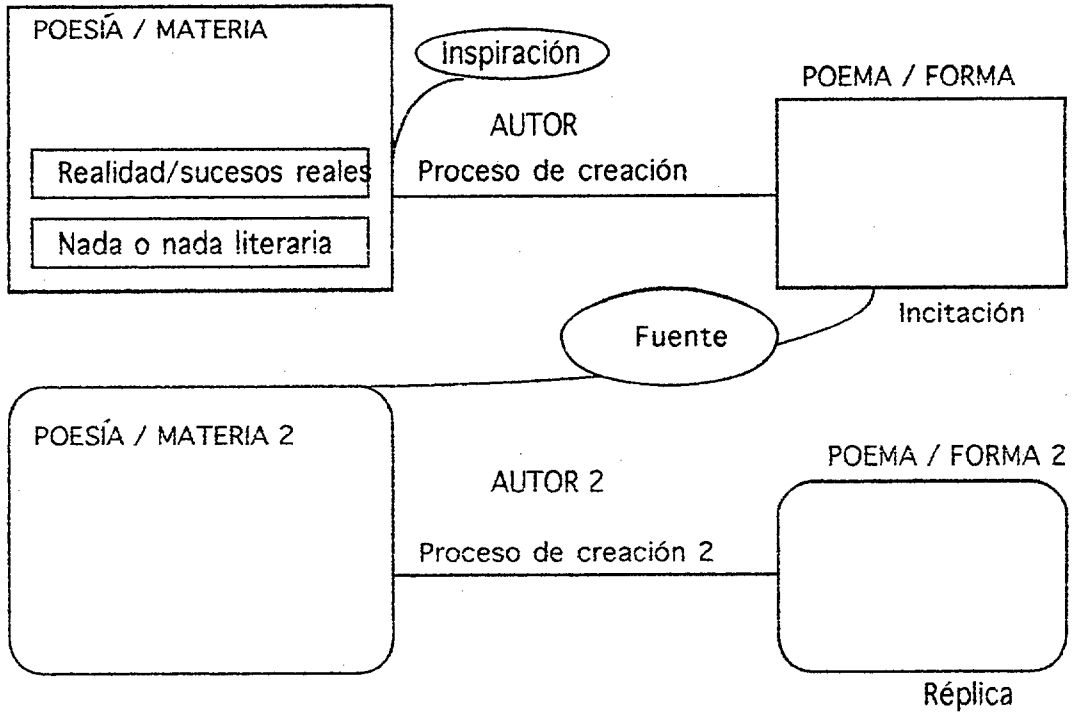 POESÍA / MATERIA
Inspiración
POEMA / FORMA
AUTOR
Realidad/sucesos reales
Proceso de creación
Nada o nada literaria
Incitación
Fuente
POESÍA / MATERIA 2
POEMA / FORMA 2
AUTOR 2
Proceso de creación 2
Réplica